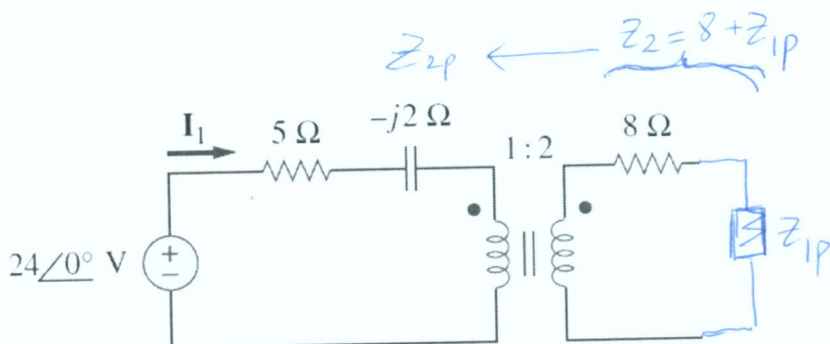 Z2p ← Z2 = 8 + Z1p
I1 5 Ω −j2 Ω 1 : 2 8 Ω
24∠0° V + − Z1p